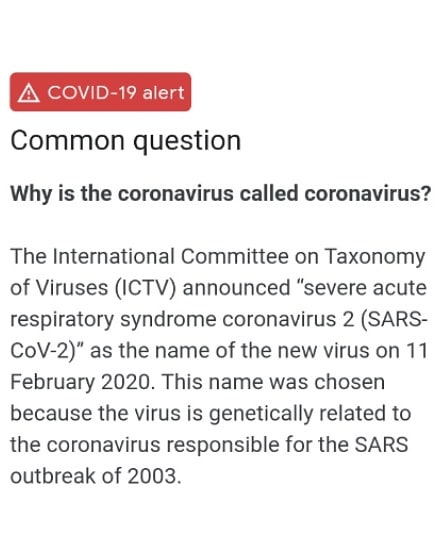 COVID-19 alert
Common question
Why is the coronavirus called coronavirus?
The International Committee on Taxonomy
of Viruses (ICTV) announced “severe acute
respiratory syndrome coronavirus 2 (SARS-
CoV-2)” as the name of the new virus on 11
February 2020. This name was chosen
because the virus is genetically related to
the coronavirus responsible for the SARS
outbreak of 2003.